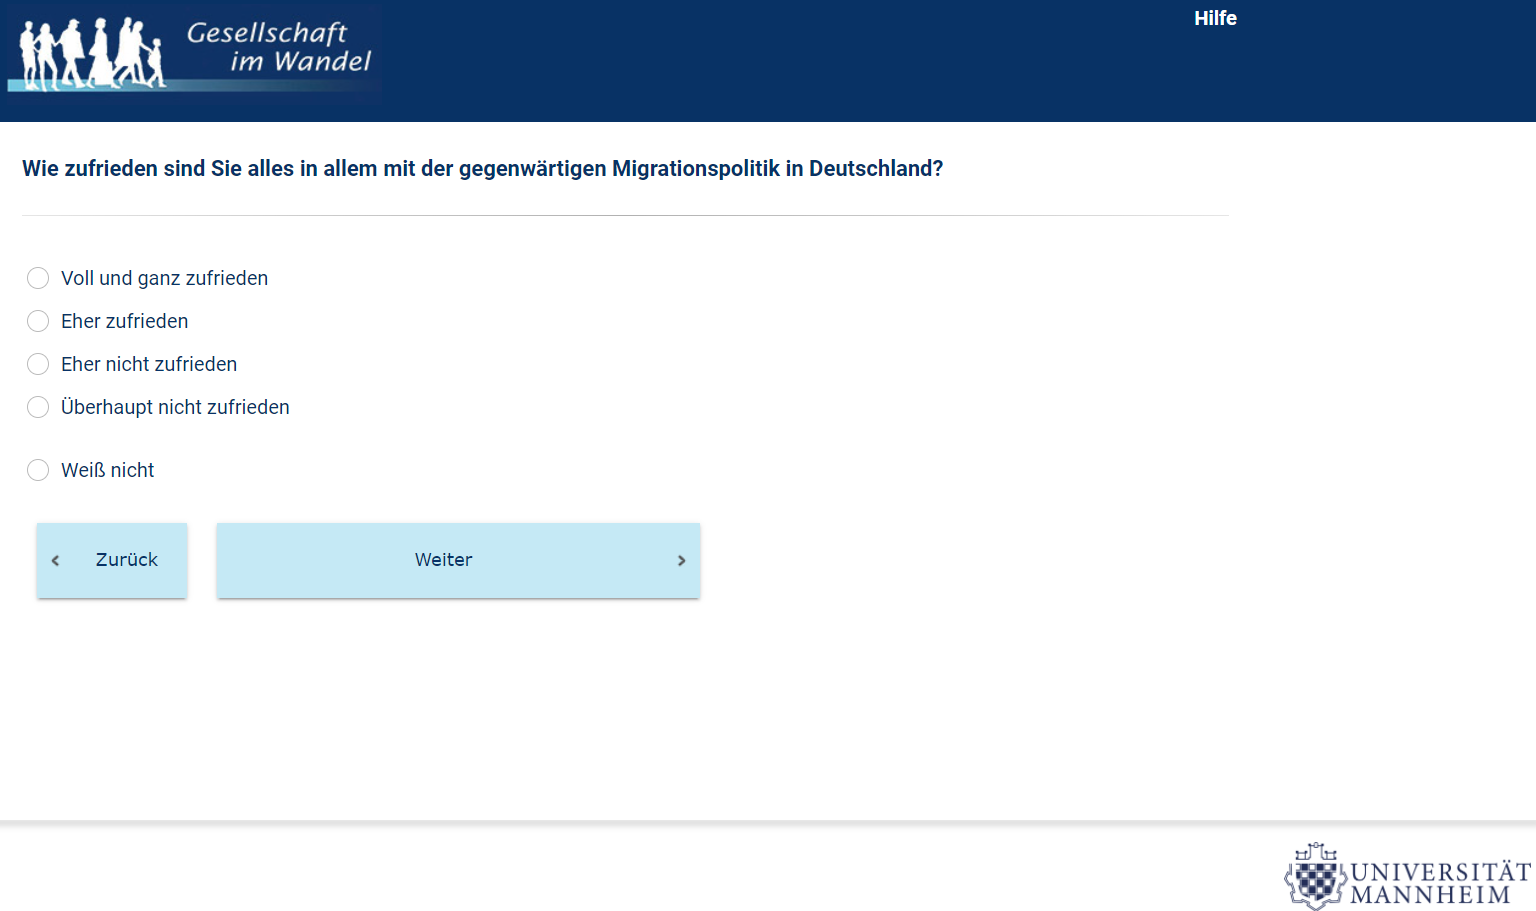 Gesellschaft
im Wandel
Hilfe
Wie zufrieden sind Sie alles in allem mit der gegenwärtigen Migrationspolitik in Deutschland?
Voll und ganz zufrieden
Eher zufrieden
Eher nicht zufrieden
Überhaupt nicht zufrieden
Weiß nicht
Zurück
Weiter
UNIVERSITÄT
MANNHEIM